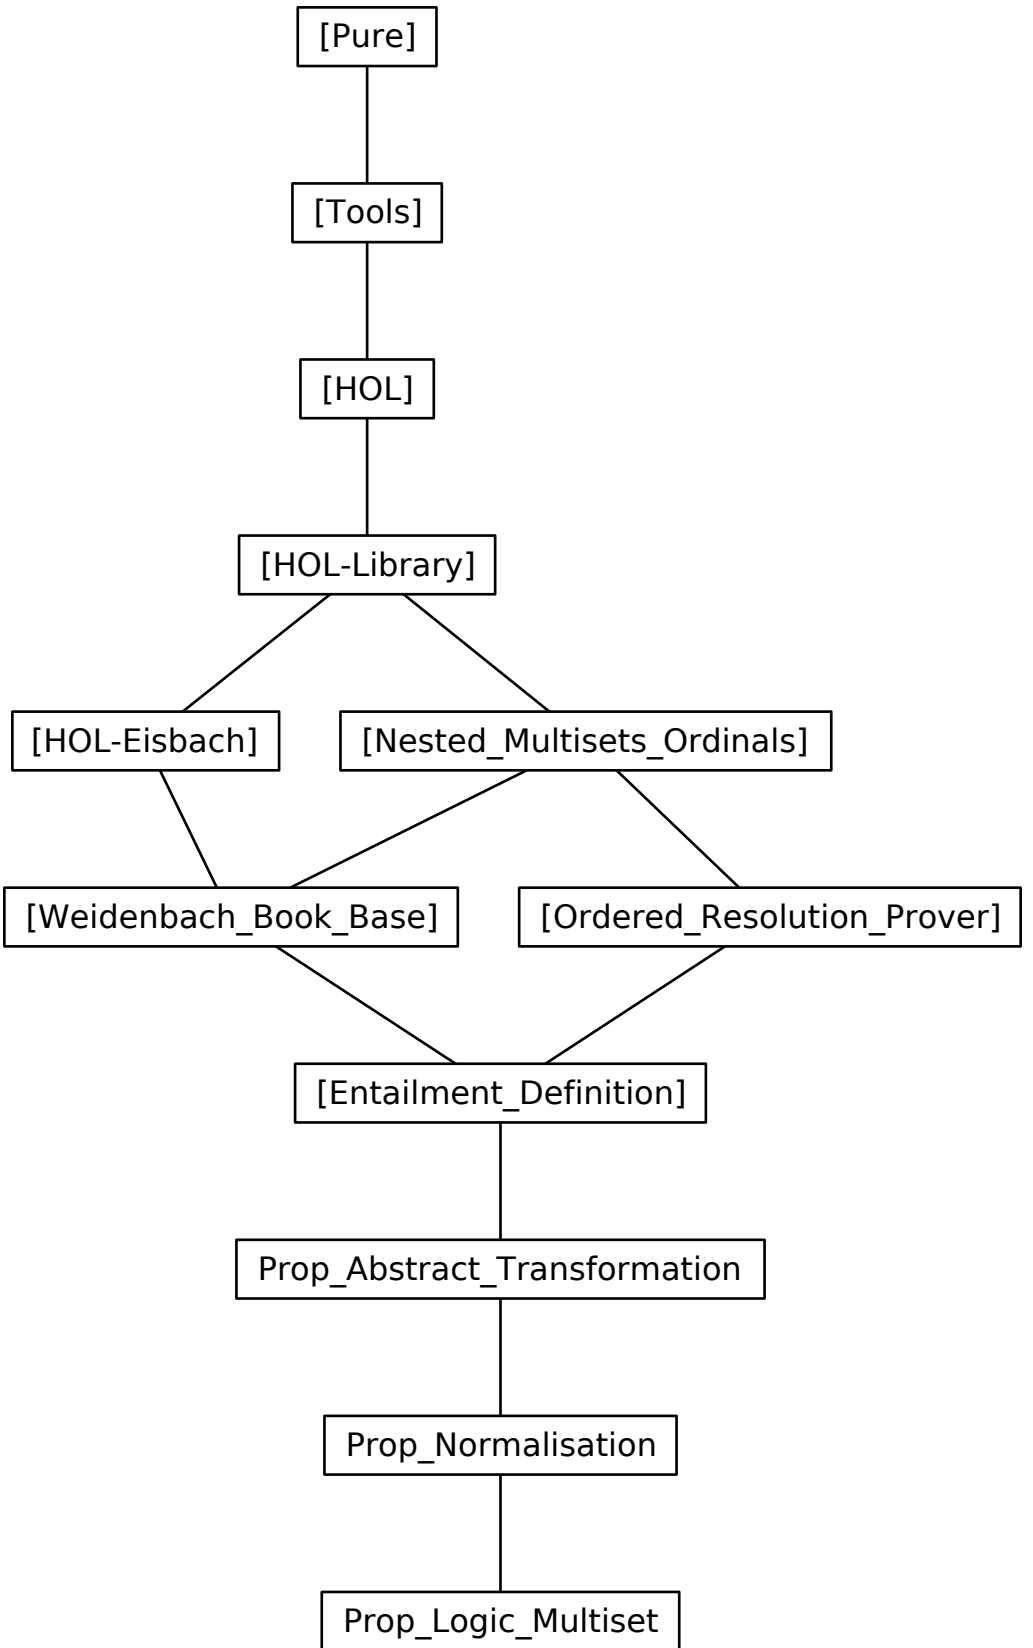 [Pure]
[Tools]
[HOL]
[HOL-Library]
[HOL-Eisbach]
[Nested_Multisets_Ordinals]
[Weidenbach_Book_Base]
[Ordered_Resolution_Prover]
[Entailment_Definition]
Prop_Abstract_Transformation
Prop_Normalisation
Prop_Logic_Multiset